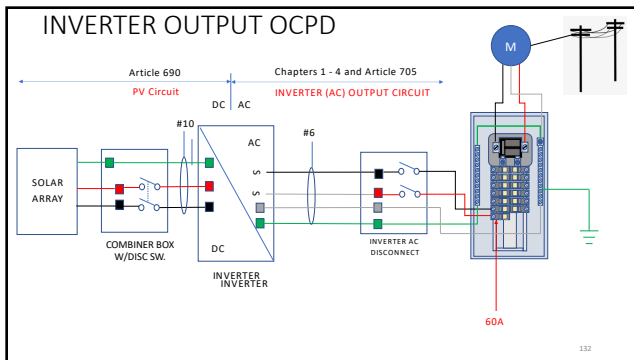 INVERTER OUTPUT OCPD
M
Article 690
Chapters 1 - 4 and Article 705
PV Circuit
INVERTER (AC) OUTPUT CIRCUIT
DC
AC
#10
#6
AC
SOLAR
ARRAY
S
S
DC
COMBINER BOX
W/DISC SW.
INVERTER AC
DISCONNECT
INVERTER
INVERTER
60A
132